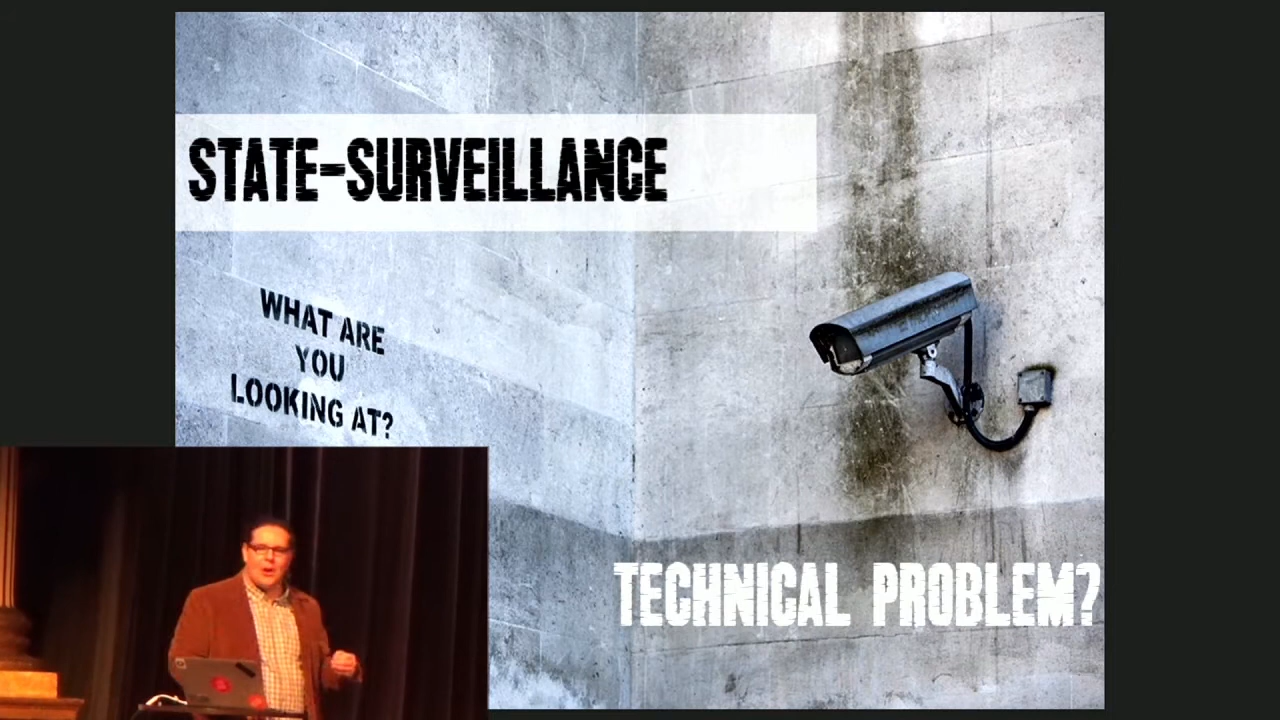 STATE-SURVEILLANCE
WHAT ARE
YOU
LOOKING AT?
TECHNICAL PROBLEM?